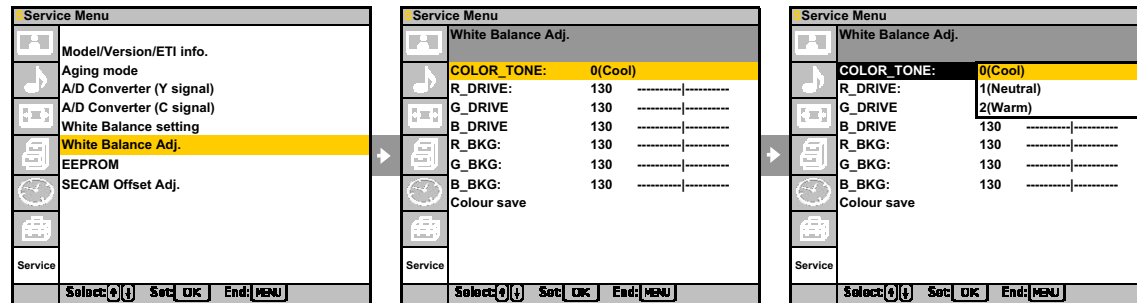 Service Menu
Model/Version/ETI info.
Aging mode
A/D Converter (Y signal)
A/D Converter (C signal)
White Balance setting
White Balance Adj.
EEPROM
SECAM Offset Adj.
Service
Select: Set: OK End: MENU
Service Menu
White Balance Adj.
COLOR_TONE: 0(Cool)
R_DRIVE: 130 ----------|----------
G_DRIVE 130 ----------|----------
B_DRIVE 130 ----------|----------
R_BKG: 130 ----------|----------
G_BKG: 130 ----------|----------
B_BKG: 130 ----------|----------
Colour save
Service
Select: Set: OK End: MENU
Service Menu
White Balance Adj.
COLOR_TONE: 0(Cool)
R_DRIVE: 1(Neutral)
G_DRIVE 2(Warm)
B_DRIVE 130 ----------|----------
R_BKG: 130 ----------|----------
G_BKG: 130 ----------|----------
B_BKG: 130 ----------|----------
Colour save
Service
Select: Set: OK End: MENU